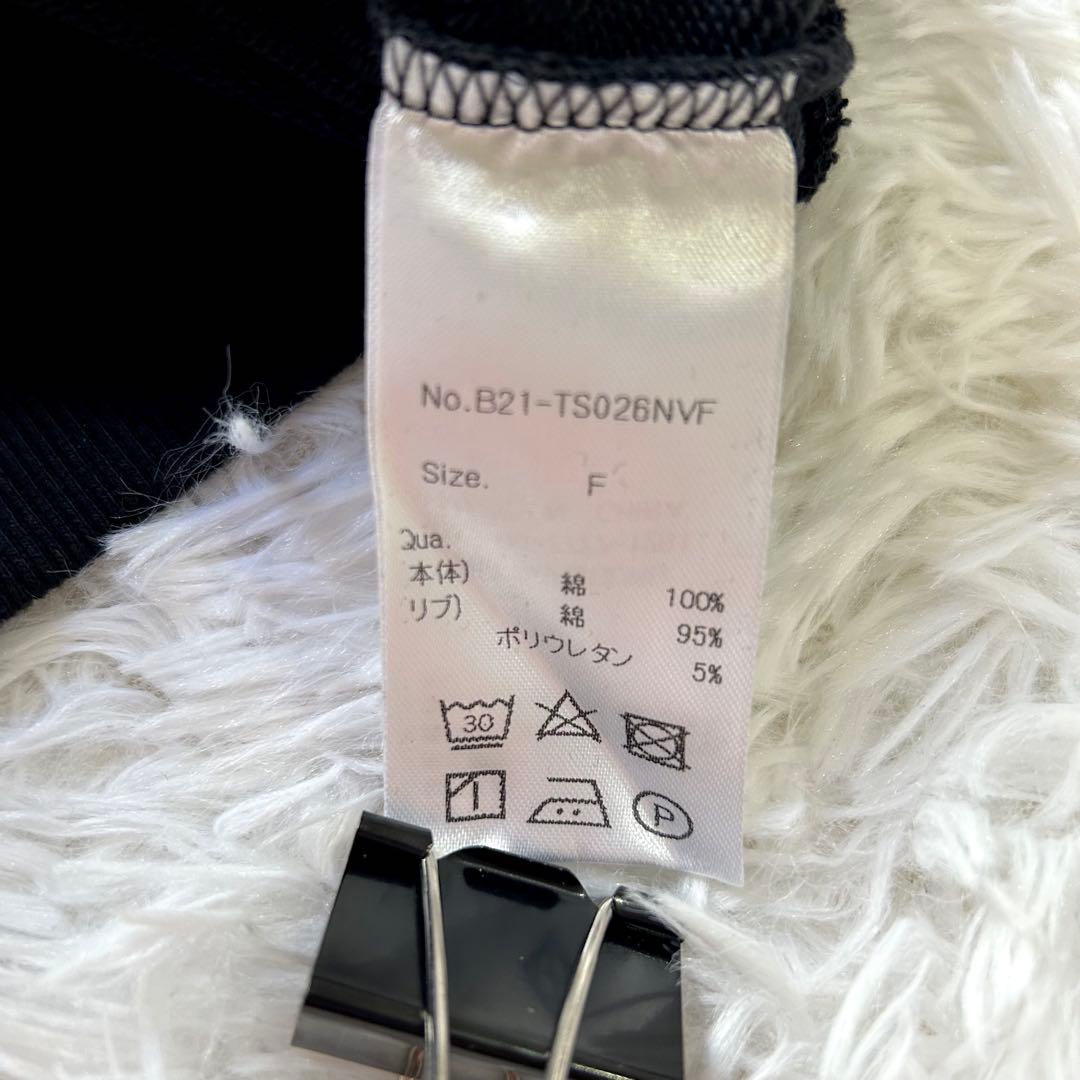 No.B21-TS026NVF
Size. F
Qua.
本体) 綿 100%
リブ) 綿 95%
ポリウレタン 5%
30
P